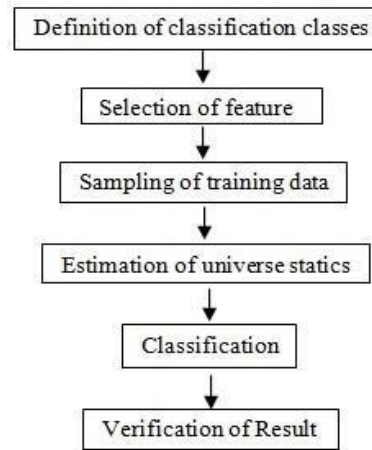 Definition of classification classes
Selection of feature
Sampling of training data
Estimation of universe statics
Classification
Verification of Result